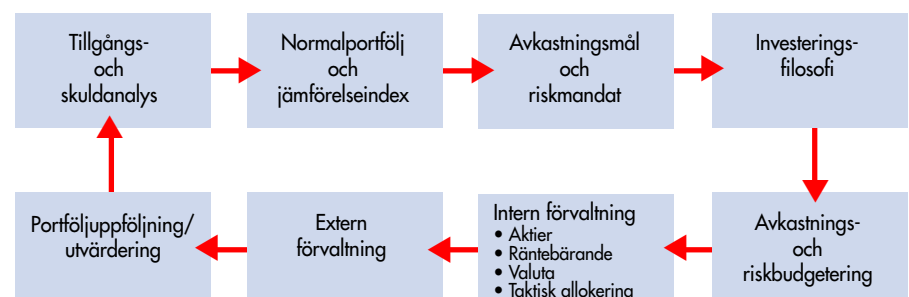 Tillgångs-
och
skuldanalys
Normalportfölj
och
jämförelseindex
Avkastningsmål
och
riskmandat
Investerings-
filosofi
Avkastnings-
och
riskbudgetering
Intern förvaltning
• Aktier
• Räntebärande
• Valuta
• Taktisk allokering
Extern
förvaltning
Portföljuppföljning/
utvärdering